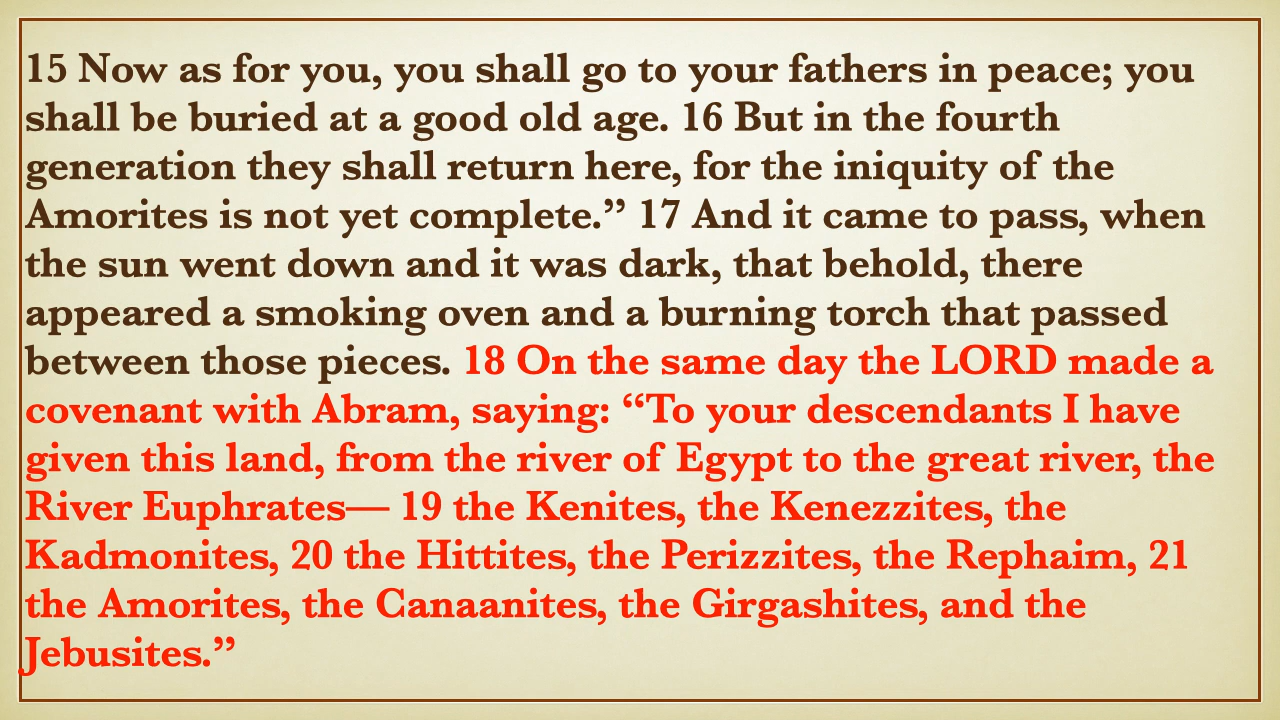 15 Now as for you, you shall go to your fathers in peace; you
shall be buried at a good old age. 16 But in the fourth
generation they shall return here, for the iniquity of the
Amorites is not yet complete.” 17 And it came to pass, when
the sun went down and it was dark, that behold, there
appeared a smoking oven and a burning torch that passed
between those pieces. 18 On the same day the LORD made a
covenant with Abram, saying: “To your descendants I have
given this land, from the river of Egypt to the great river, the
River Euphrates— 19 the Kenites, the Kenezzites, the
Kadmonites, 20 the Hittites, the Perizzites, the Rephaim, 21
the Amorites, the Canaanites, the Girgashites, and the
Jebusites.”